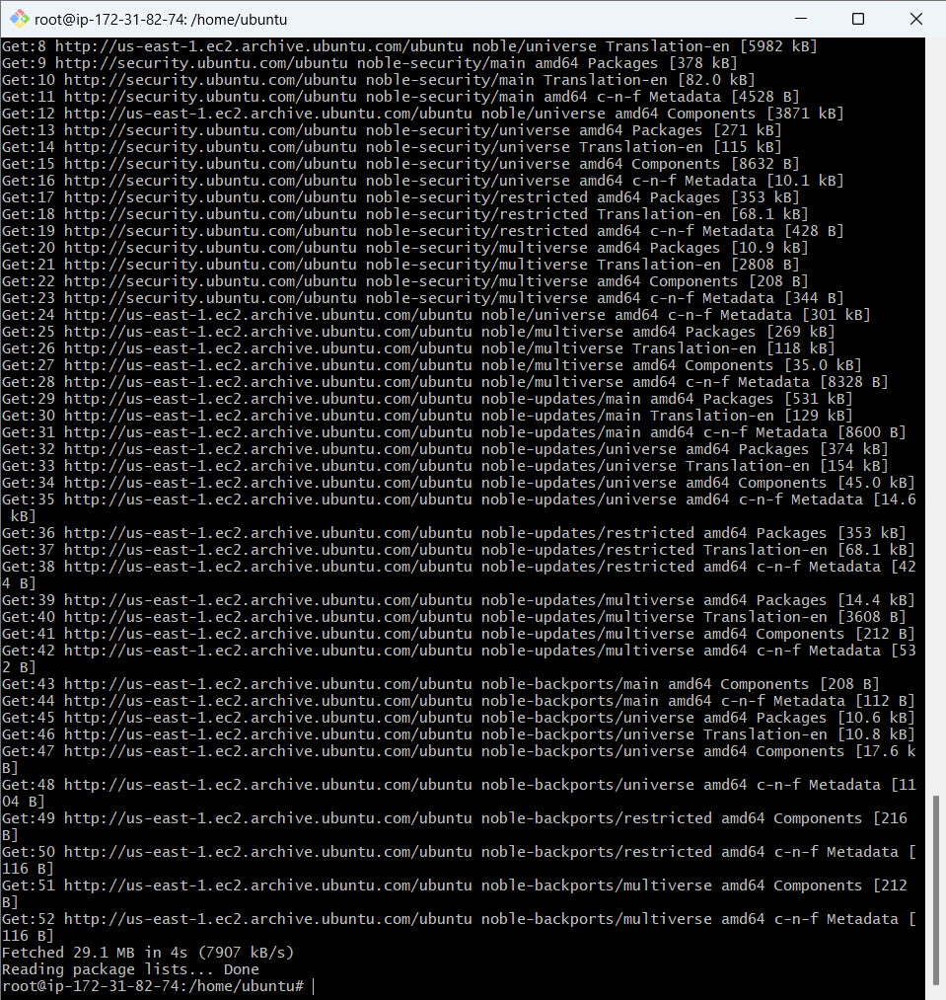 root@ip-172-31-82-74: /home/ubuntu
Get:8 http://us-east-1.ec2.archive.ubuntu.com/ubuntu noble/universe Translation-en [5982 kB]
Get:9 http://security.ubuntu.com/ubuntu noble-security/main amd64 Packages [378 kB]
Get:10 http://security.ubuntu.com/ubuntu noble-security/main Translation-en [82.0 kB]
Get:11 http://security.ubuntu.com/ubuntu noble-security/main amd64 c-n-f Metadata [4528 B]
Get:12 http://us-east-1.ec2.archive.ubuntu.com/ubuntu noble/universe amd64 Components [3871 kB]
Get:13 http://security.ubuntu.com/ubuntu noble-security/universe amd64 Packages [271 kB]
Get:14 http://security.ubuntu.com/ubuntu noble-security/universe Translation-en [115 kB]
Get:15 http://security.ubuntu.com/ubuntu noble-security/universe amd64 Components [8632 B]
Get:16 http://security.ubuntu.com/ubuntu noble-security/universe amd64 c-n-f Metadata [10.1 kB]
Get:17 http://security.ubuntu.com/ubuntu noble-security/restricted amd64 Packages [353 kB]
Get:18 http://security.ubuntu.com/ubuntu noble-security/restricted Translation-en [68.1 kB]
Get:19 http://security.ubuntu.com/ubuntu noble-security/restricted amd64 c-n-f Metadata [428 B]
Get:20 http://security.ubuntu.com/ubuntu noble-security/multiverse amd64 Packages [10.9 kB]
Get:21 http://security.ubuntu.com/ubuntu noble-security/multiverse Translation-en [2808 B]
Get:22 http://security.ubuntu.com/ubuntu noble-security/multiverse amd64 Components [208 B]
Get:23 http://security.ubuntu.com/ubuntu noble-security/multiverse amd64 c-n-f Metadata [344 B]
Get:24 http://us-east-1.ec2.archive.ubuntu.com/ubuntu noble/universe amd64 c-n-f Metadata [301 kB]
Get:25 http://us-east-1.ec2.archive.ubuntu.com/ubuntu noble/multiverse amd64 Packages [269 kB]
Get:26 http://us-east-1.ec2.archive.ubuntu.com/ubuntu noble/multiverse Translation-en [118 kB]
Get:27 http://us-east-1.ec2.archive.ubuntu.com/ubuntu noble/multiverse amd64 Components [35.0 kB]
Get:28 http://us-east-1.ec2.archive.ubuntu.com/ubuntu noble/multiverse amd64 c-n-f Metadata [8328 B]
Get:29 http://us-east-1.ec2.archive.ubuntu.com/ubuntu noble-updates/main amd64 Packages [531 kB]
Get:30 http://us-east-1.ec2.archive.ubuntu.com/ubuntu noble-updates/main Translation-en [129 kB]
Get:31 http://us-east-1.ec2.archive.ubuntu.com/ubuntu noble-updates/main amd64 c-n-f Metadata [8600 B]
Get:32 http://us-east-1.ec2.archive.ubuntu.com/ubuntu noble-updates/universe amd64 Packages [374 kB]
Get:33 http://us-east-1.ec2.archive.ubuntu.com/ubuntu noble-updates/universe Translation-en [154 kB]
Get:34 http://us-east-1.ec2.archive.ubuntu.com/ubuntu noble-updates/universe amd64 Components [45.0 kB]
Get:35 http://us-east-1.ec2.archive.ubuntu.com/ubuntu noble-updates/universe amd64 c-n-f Metadata [14.6
 kB]
Get:36 http://us-east-1.ec2.archive.ubuntu.com/ubuntu noble-updates/restricted amd64 Packages [353 kB]
Get:37 http://us-east-1.ec2.archive.ubuntu.com/ubuntu noble-updates/restricted Translation-en [68.1 kB]
Get:38 http://us-east-1.ec2.archive.ubuntu.com/ubuntu noble-updates/restricted amd64 c-n-f Metadata [42
4 B]
Get:39 http://us-east-1.ec2.archive.ubuntu.com/ubuntu noble-updates/multiverse amd64 Packages [14.4 kB]
Get:40 http://us-east-1.ec2.archive.ubuntu.com/ubuntu noble-updates/multiverse Translation-en [3608 B]
Get:41 http://us-east-1.ec2.archive.ubuntu.com/ubuntu noble-updates/multiverse amd64 Components [212 B]
Get:42 http://us-east-1.ec2.archive.ubuntu.com/ubuntu noble-updates/multiverse amd64 c-n-f Metadata [53
2 B]
Get:43 http://us-east-1.ec2.archive.ubuntu.com/ubuntu noble-backports/main amd64 Components [208 B]
Get:44 http://us-east-1.ec2.archive.ubuntu.com/ubuntu noble-backports/main amd64 c-n-f Metadata [112 B]
Get:45 http://us-east-1.ec2.archive.ubuntu.com/ubuntu noble-backports/universe amd64 Packages [10.6 kB]
Get:46 http://us-east-1.ec2.archive.ubuntu.com/ubuntu noble-backports/universe Translation-en [10.8 kB]
Get:47 http://us-east-1.ec2.archive.ubuntu.com/ubuntu noble-backports/universe amd64 Components [17.6 k
B]
Get:48 http://us-east-1.ec2.archive.ubuntu.com/ubuntu noble-backports/universe amd64 c-n-f Metadata [11
04 B]
Get:49 http://us-east-1.ec2.archive.ubuntu.com/ubuntu noble-backports/restricted amd64 Components [216
B]
Get:50 http://us-east-1.ec2.archive.ubuntu.com/ubuntu noble-backports/restricted amd64 c-n-f Metadata [
116 B]
Get:51 http://us-east-1.ec2.archive.ubuntu.com/ubuntu noble-backports/multiverse amd64 Components [212
B]
Get:52 http://us-east-1.ec2.archive.ubuntu.com/ubuntu noble-backports/multiverse amd64 c-n-f Metadata [
116 B]
Fetched 29.1 MB in 4s (7907 kB/s)
Reading package lists... Done
root@ip-172-31-82-74:/home/ubuntu#